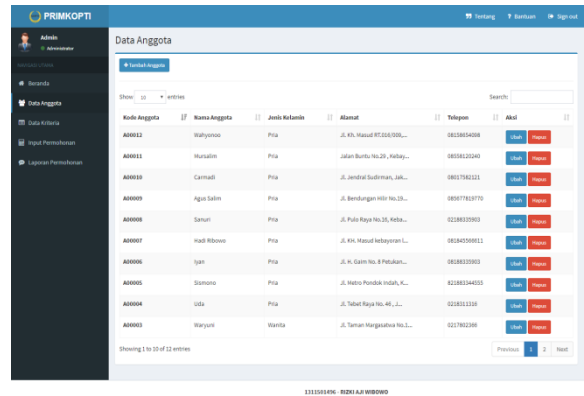 PRIMKOPTI
Tentang ? Bantuan Sign out
Admin
Administrator
Data Anggota
+ Tambah Anggota
Beranda
Data Anggota
Data Kriteria
Input Permohonan
Laporan Permohonan
Show 10 entries
Search:
Kode Anggota Nama Anggota Jenis Kelamin Alamat Telepon Aksi
A00012 Wahyonoo Pria Jl. Kh. Masud RT.016/008,... 08158654098 Ubah Hapus
A00011 Mursalim Pria Jalan Buntu No.29 , Kebay... 08558120240 Ubah Hapus
A00010 Carmadi Pria Jl. Jendral Sudirman, Jak... 08017582121 Ubah Hapus
A00009 Agus Salim Pria Jl. Bendungan Hilir No.19... 085677819770 Ubah Hapus
A00008 Sanuri Pria Jl. Pulo Raya No.16, Keba... 02188335903 Ubah Hapus
A00007 Hadi Ribowo Pria Jl. KH. Masud kebayoran l... 081845566611 Ubah Hapus
A00006 Iyan Pria Jl. H. Gaim No. 8 Petukan... 08188335903 Ubah Hapus
A00005 Sismono Pria Jl. Metro Pondok Indah, K... 821883344555 Ubah Hapus
A00004 Uda Pria Jl. Tebet Raya No. 46 , J... 0218311316 Ubah Hapus
A00003 Waryuni Wanita Jl. Taman Margasatwa No.1... 0217802366 Ubah Hapus
Showing 1 to 10 of 12 entries
Previous 1 2 Next
1311501496 - RIZKI AJI WIBOWO